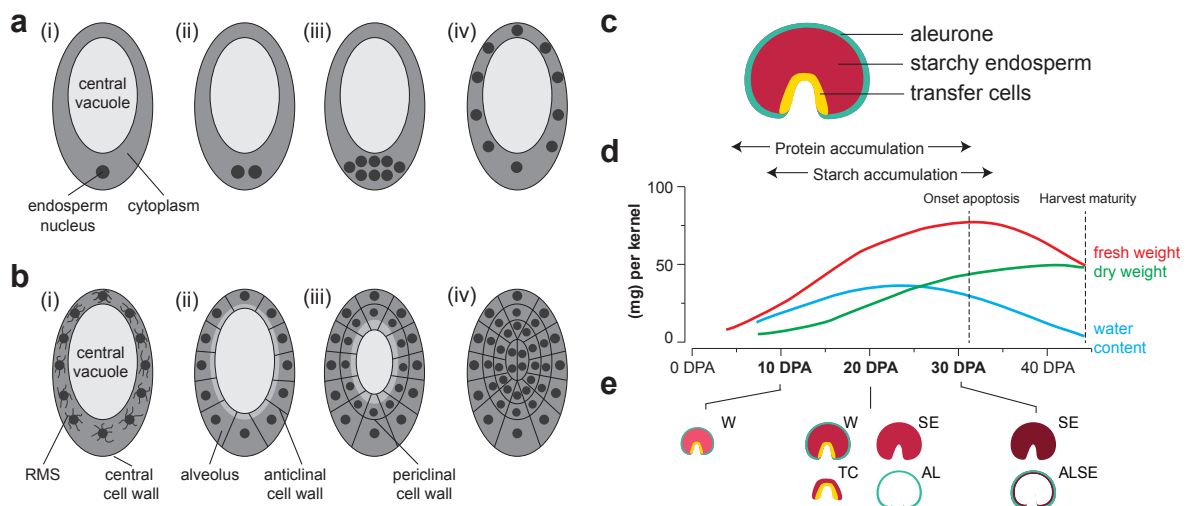 a
(i)
(ii)
(iii)
(iv)
central
vacuole
endosperm
nucleus
cytoplasm
b
(i)
(ii)
(iii)
(iv)
central
vacuole
RMS
central
cell wall
alveolus
anticlinal
cell wall
periclinal
cell wall
c
aleurone
starchy endosperm
transfer cells
d
Protein accumulation
Starch accumulation
Onset apoptosis
Harvest maturity
(mg) per kernel
100
50
0
fresh weight
dry weight
water
content
0 DPA
10 DPA
20 DPA
30 DPA
40 DPA
e
W
W
SE
SE
TC
AL
ALSE